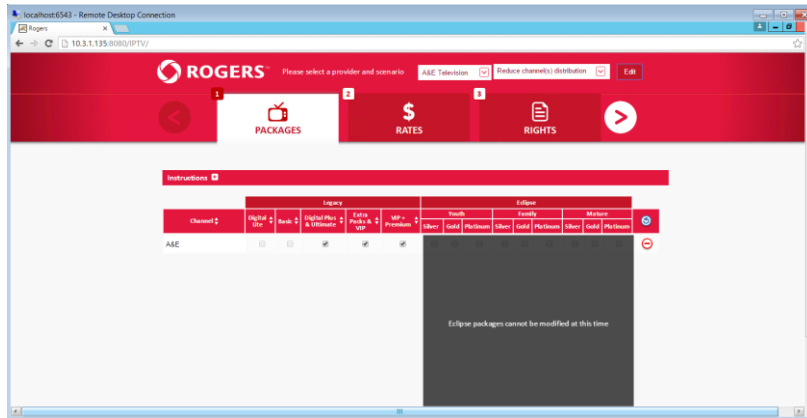 localhost:6543 - Remote Desktop Connection
Rogers
10.3.1.135:8080/IPTV/
ROGERS™ Please select a provider and scenario A&E Television Reduce channel(s) distribution Edit
1 2 3
PACKAGES RATES RIGHTS
Instructions
Legacy Eclipse
Channel Digital Lite Basic Digital Plus & Ultimate Extra Packs & VIP VIP + Premium Youth Family Mature
Silver Gold Platinum Silver Gold Platinum Silver Gold Platinum
A&E
Eclipse packages cannot be modified at this time